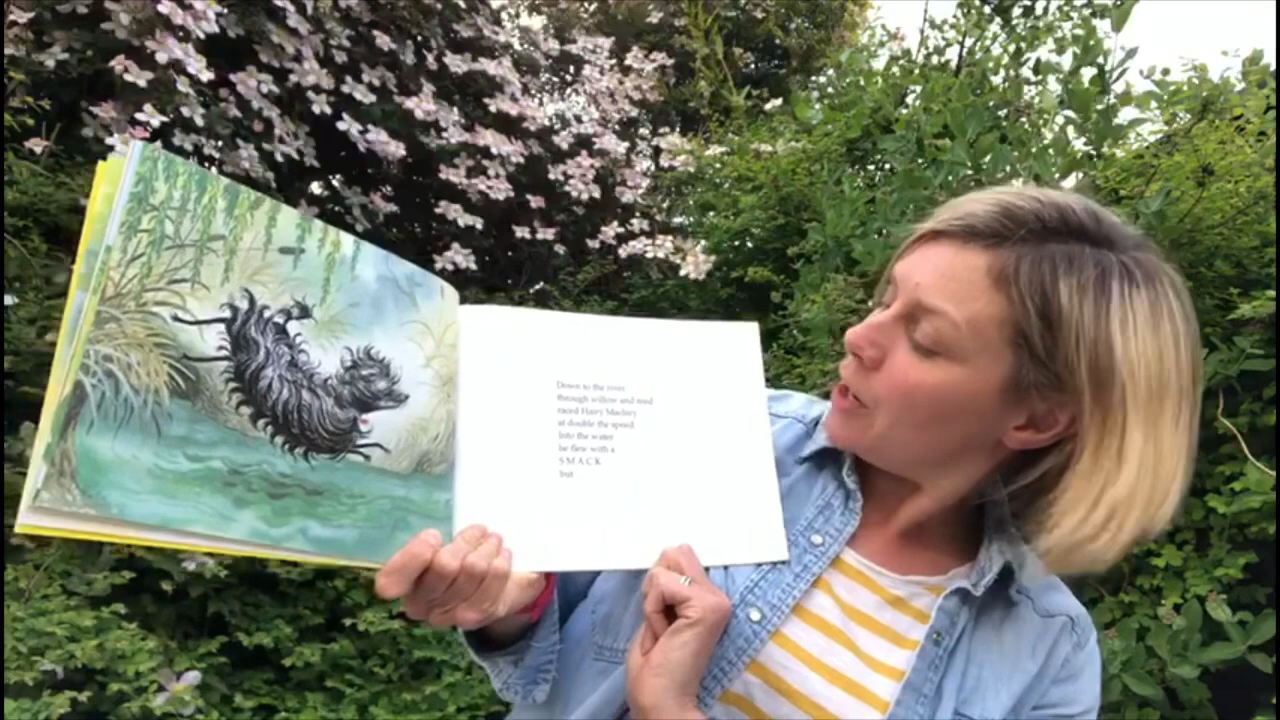 Down to the river
through willow and reed
raced Hairy Maclary
at double the speed.
Into the water
he flew with a
SMACK
but